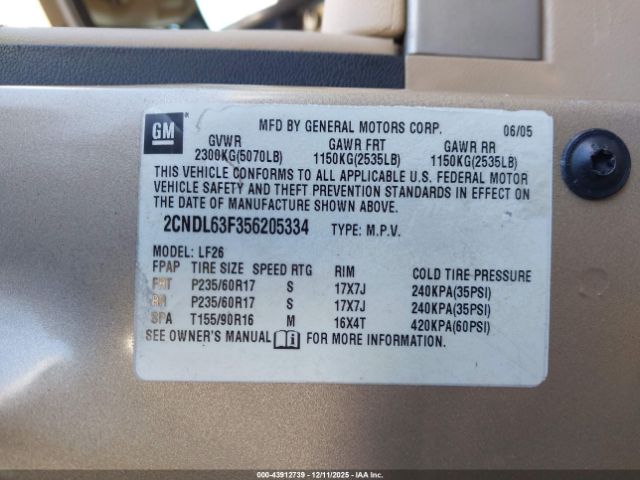 GM
MFD BY GENERAL MOTORS CORP. 06/05
GVWR GAWR FRT GAWR RR
2300KG(5070LB) 1150KG(2535LB) 1150KG(2535LB)
THIS VEHICLE CONFORMS TO ALL APPLICABLE U.S. FEDERAL MOTOR
VEHICLE SAFETY AND THEFT PREVENTION STANDARDS IN EFFECT ON
THE DATE OF MANUFACTURE SHOWN ABOVE.
2CNDL63F356205334 TYPE: M.P.V.
MODEL: LF26
FPAP TIRE SIZE SPEED RTG RIM COLD TIRE PRESSURE
FRT P235/60R17 S 17X7J 240KPA(35PSI)
RR P235/60R17 S 17X7J 240KPA(35PSI)
SPA T155/90R16 M 16X4T 420KPA(60PSI)
SEE OWNER'S MANUAL FOR MORE INFORMATION.
000-43912739 - 12/11/2025 - IAA Inc.